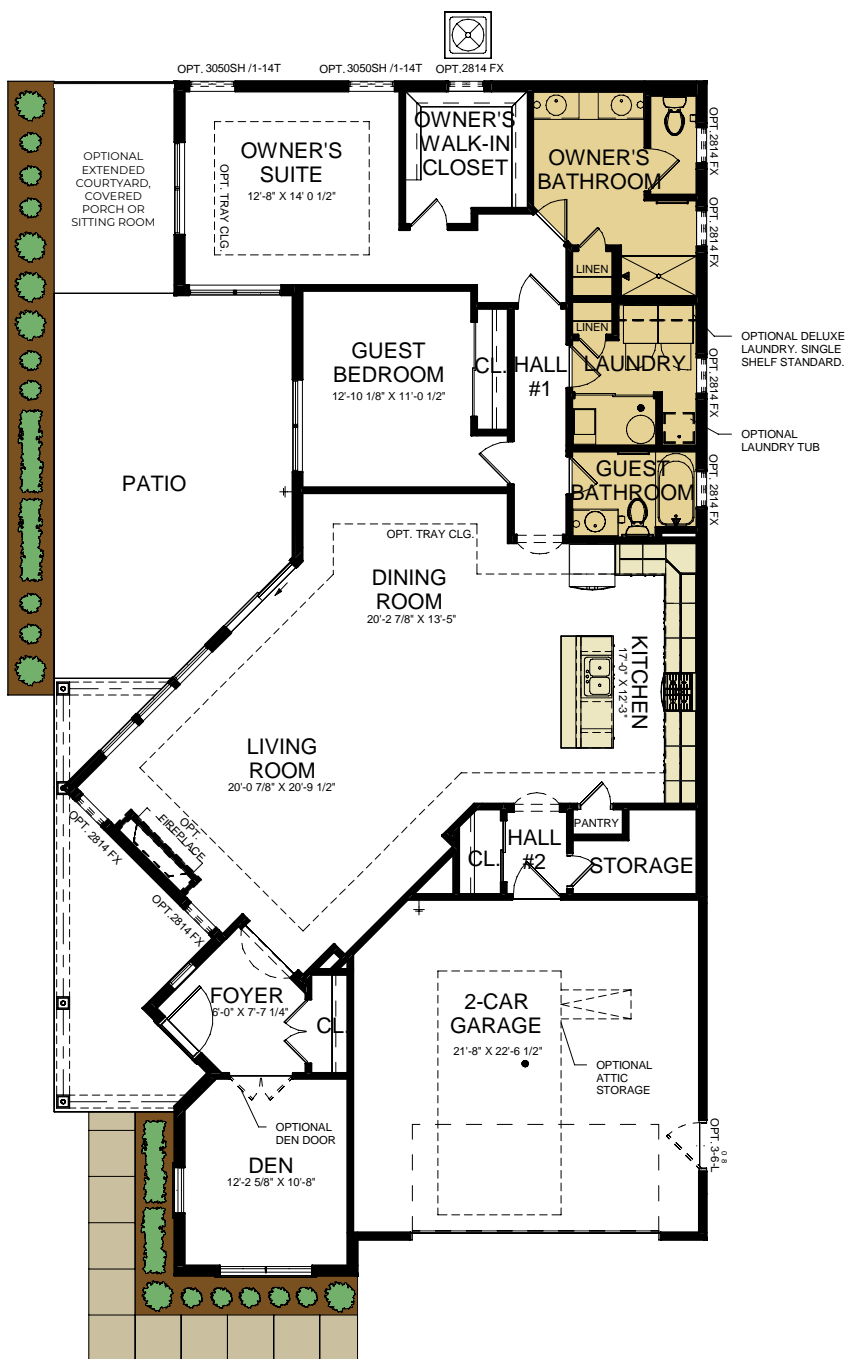 OPT. 3050SH /1-14T
OPT. 3050SH /1-14T
OPT. 2814 FX
OPTIONAL
EXTENDED
COURTYARD,
COVERED
PORCH OR
SITTING ROOM
OPT. TRAY CLG.
OWNER'S
SUITE
12'-8" X 14' 0 1/2"
OWNER'S
WALK-IN
CLOSET
OWNER'S
BATHROOM
OPT. 2814 FX
OPT. 2814 FX
LINEN
LINEN
GUEST
BEDROOM
12'-10 1/8" X 11'-0 1/2"
CL.
HALL
#1
LAUNDRY
OPT. 2814 FX
OPTIONAL DELUXE
LAUNDRY. SINGLE
SHELF STANDARD.
OPTIONAL
LAUNDRY TUB
PATIO
GUEST
BATHROOM
OPT. 2814 FX
OPT. TRAY CLG.
DINING
ROOM
20'-2 7/8" X 13'-5"
KITCHEN
17'-0" X 12'-3"
LIVING
ROOM
20'-0 7/8" X 20'-9 1/2"
OPT. 2814 FX
OPT.
FIREPLACE
OPT. 2814 FX
PANTRY
HALL
#2
CL.
STORAGE
FOYER
6'-0" X 7'-7 1/4"
CL.
2-CAR
GARAGE
21'-8" X 22'-6 1/2"
OPTIONAL
ATTIC
STORAGE
OPTIONAL
DEN DOOR
DEN
12'-2 5/8" X 10'-8"
OPT. 3-6-L
0 8